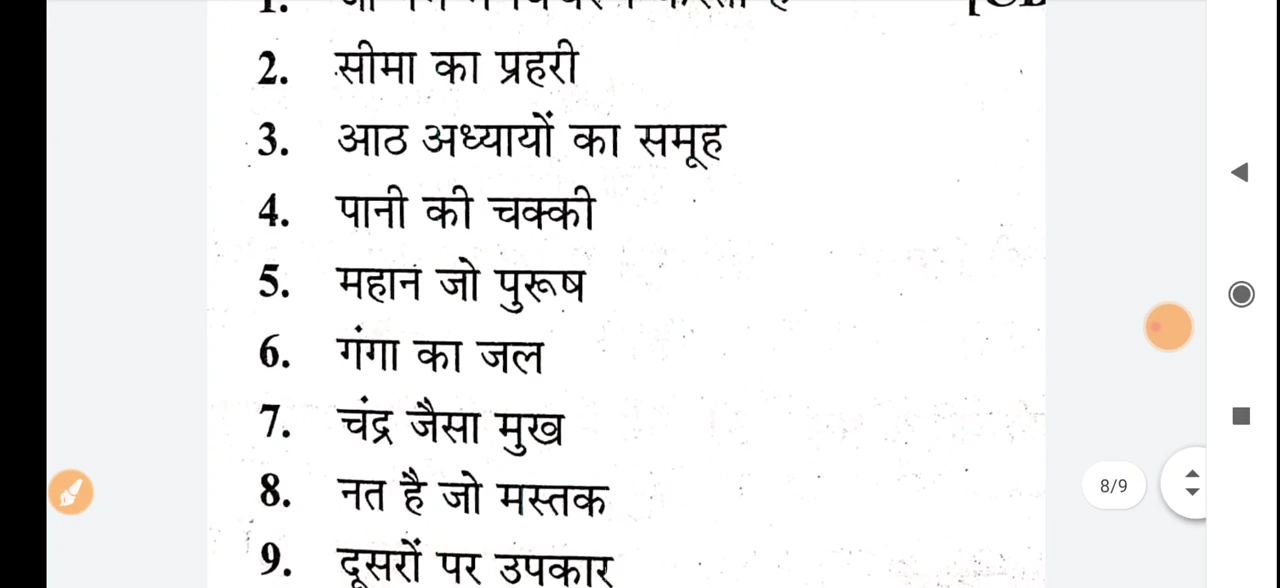 2. सीमा का प्रहरी
3. आठ अध्यायों का समूह
4. पानी की चक्की
5. महान जो पुरूष
6. गंगा का जल
7. चंद्र जैसा मुख
8. नत है जो मस्तक
8/9
9. दूसरों पर उपकार